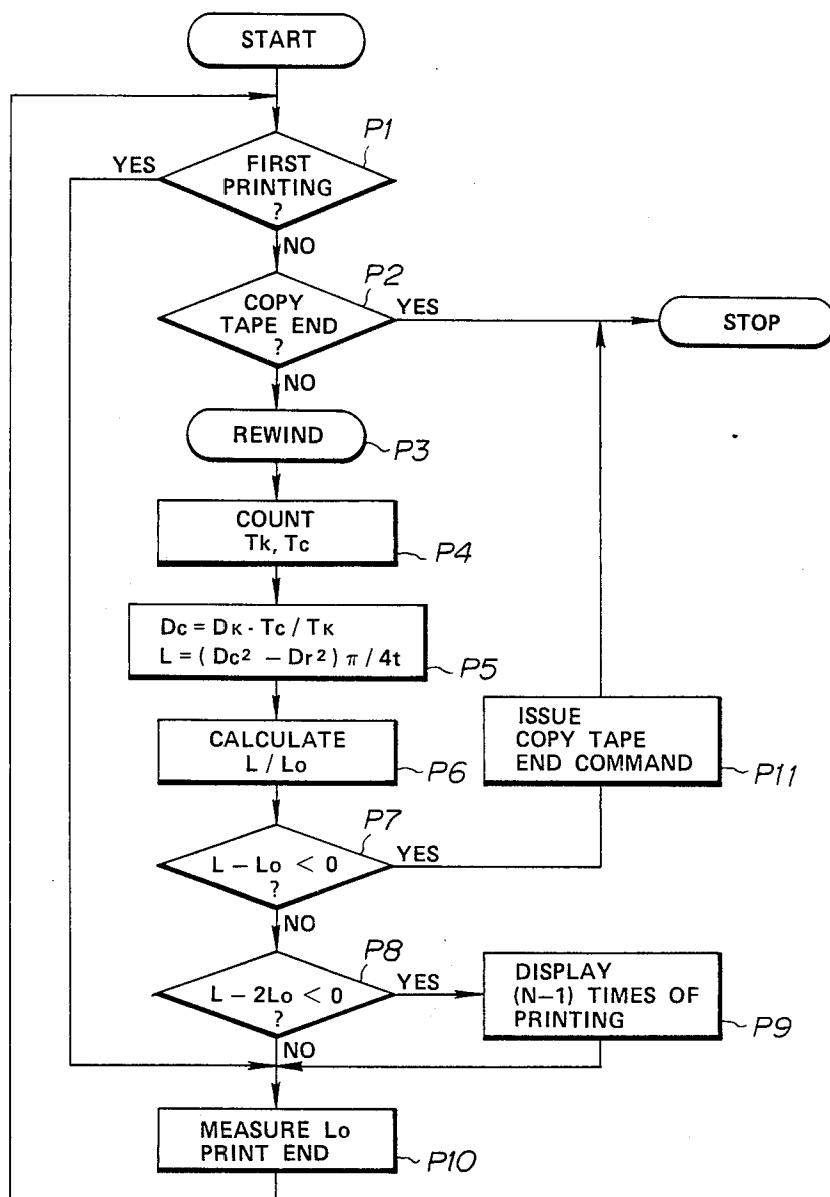 START
P1
YES
FIRST
PRINTING
?
NO
P2
COPY
TAPE END
?
YES
STOP
NO
REWIND
P3
COUNT
Tk, Tc
P4
Dc = DK · Tc / TK
L = ( Dc² – Dr² ) π / 4t
P5
CALCULATE
L / Lo
P6
ISSUE
COPY TAPE
END COMMAND
P11
P7
L – Lo < 0
?
YES
NO
P8
L – 2Lo < 0
?
YES
DISPLAY
(N–1) TIMES OF
PRINTING
P9
NO
MEASURE Lo
PRINT END
P10